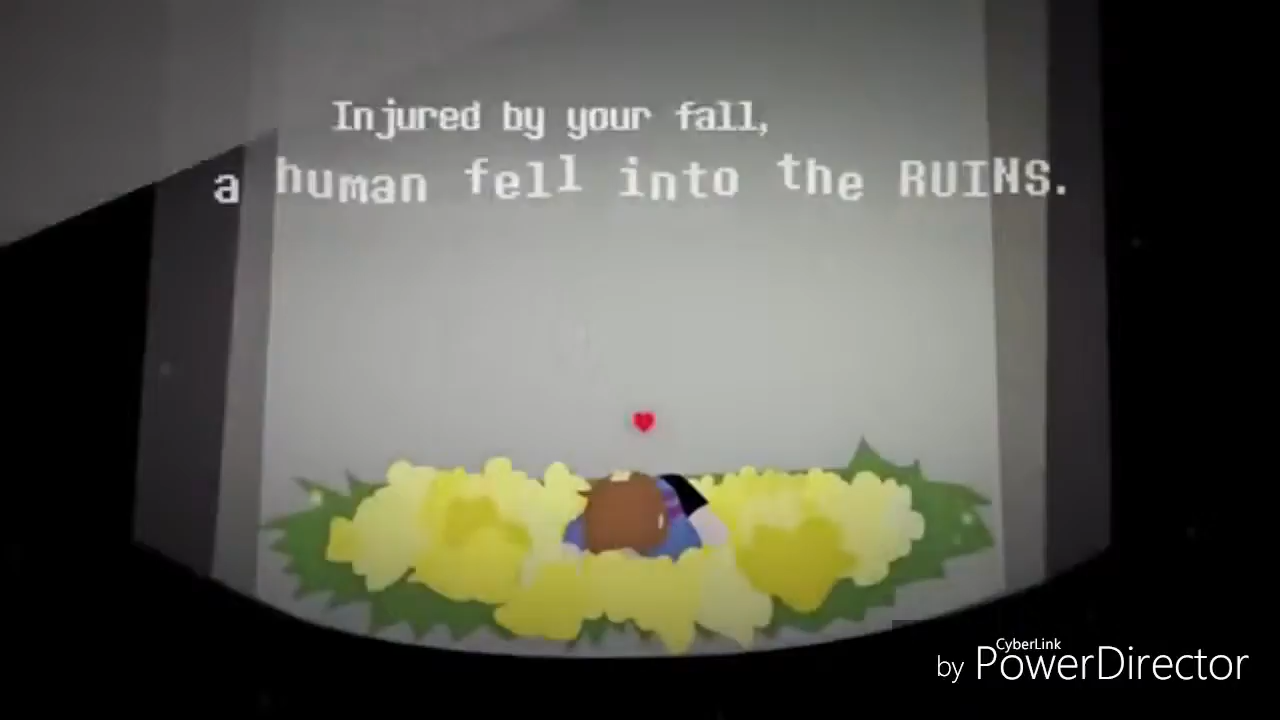 Injured by your fall,
a human fell into the RUINS.
CyberLink
by PowerDirector